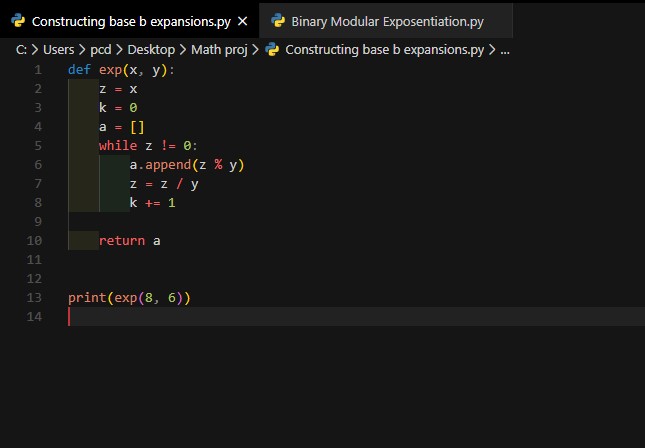 Constructing base b expansions.py × Binary Modular Exposentiation.py
C: > Users > pcd > Desktop > Math proj > Constructing base b expansions.py > ...
1 def exp(x, y):
2 z = x
3 k = 0
4 a = []
5 while z != 0:
6 a.append(z % y)
7 z = z / y
8 k += 1
9
10 return a
11
12
13 print(exp(8, 6))
14